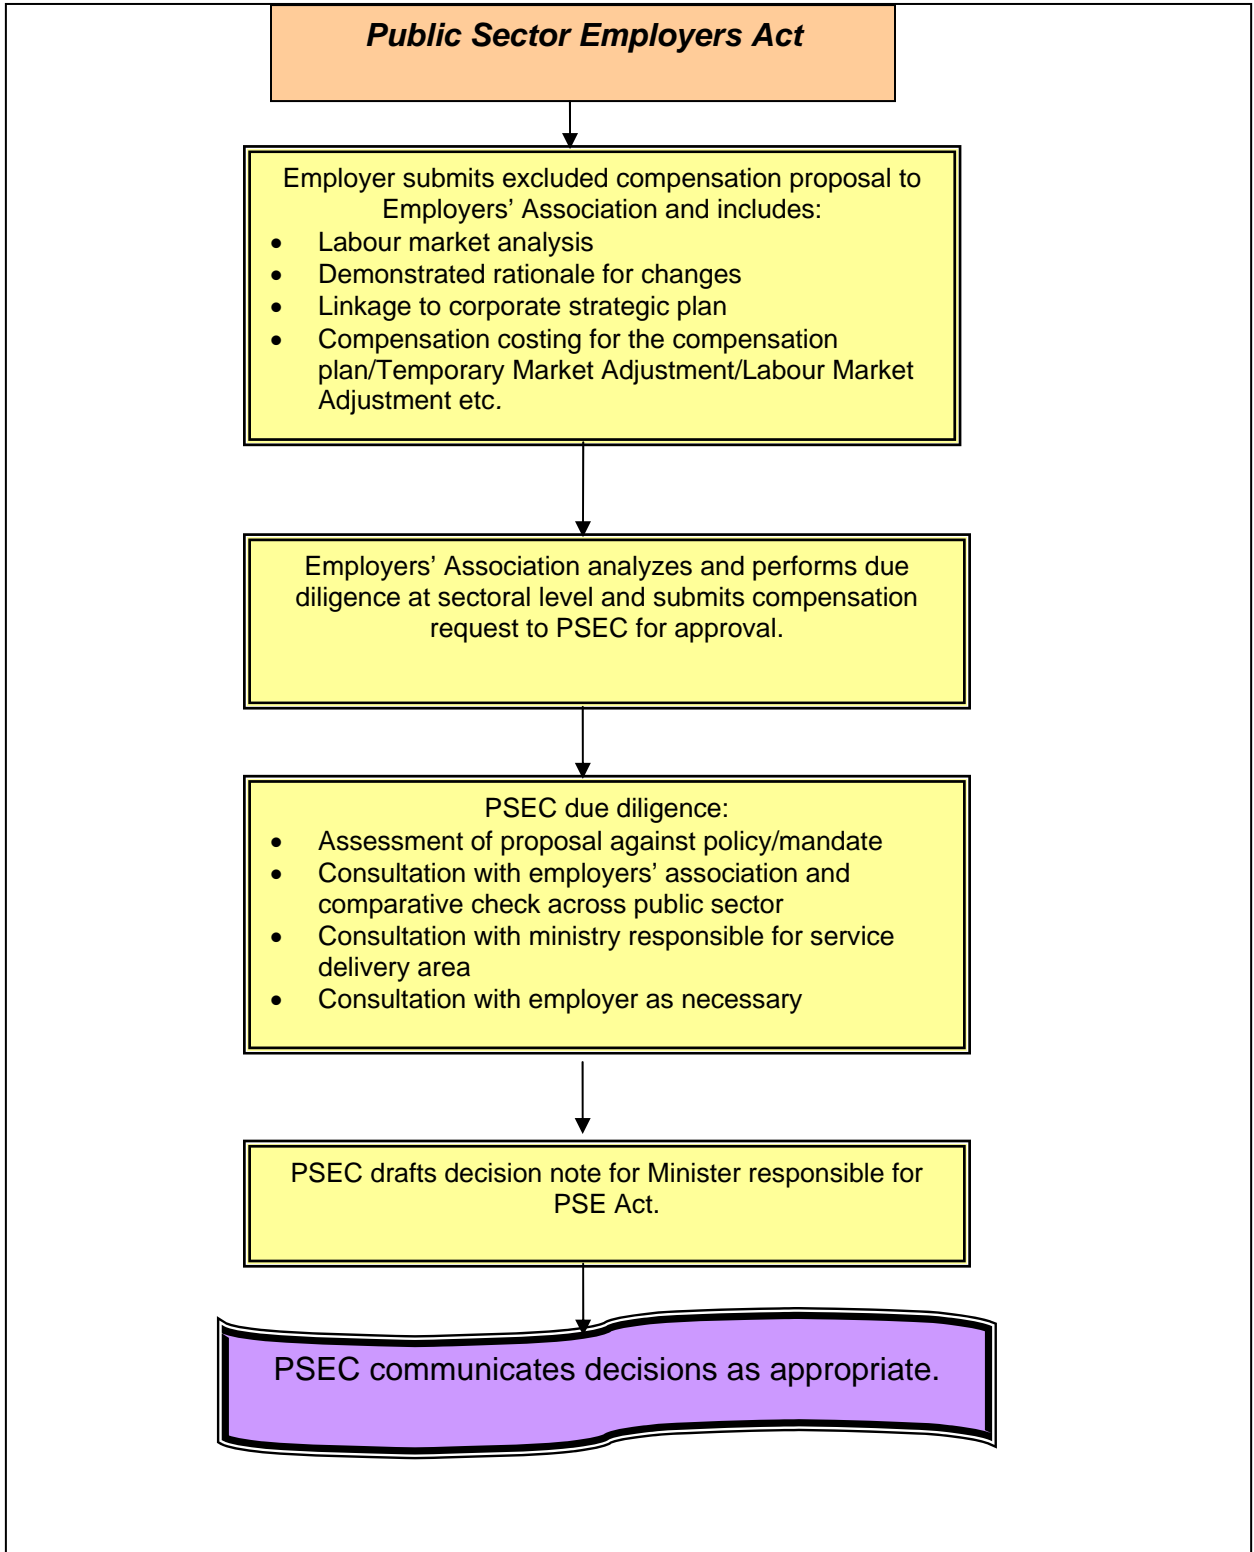 Public Sector Employers Act
Employer submits excluded compensation proposal to
Employers’ Association and includes:
• Labour market analysis
• Demonstrated rationale for changes
• Linkage to corporate strategic plan
• Compensation costing for the compensation
plan/Temporary Market Adjustment/Labour Market
Adjustment etc.
Employers’ Association analyzes and performs due
diligence at sectoral level and submits compensation
request to PSEC for approval.
PSEC due diligence:
• Assessment of proposal against policy/mandate
• Consultation with employers’ association and
comparative check across public sector
• Consultation with ministry responsible for service
delivery area
• Consultation with employer as necessary
PSEC drafts decision note for Minister responsible for
PSE Act.
PSEC communicates decisions as appropriate.